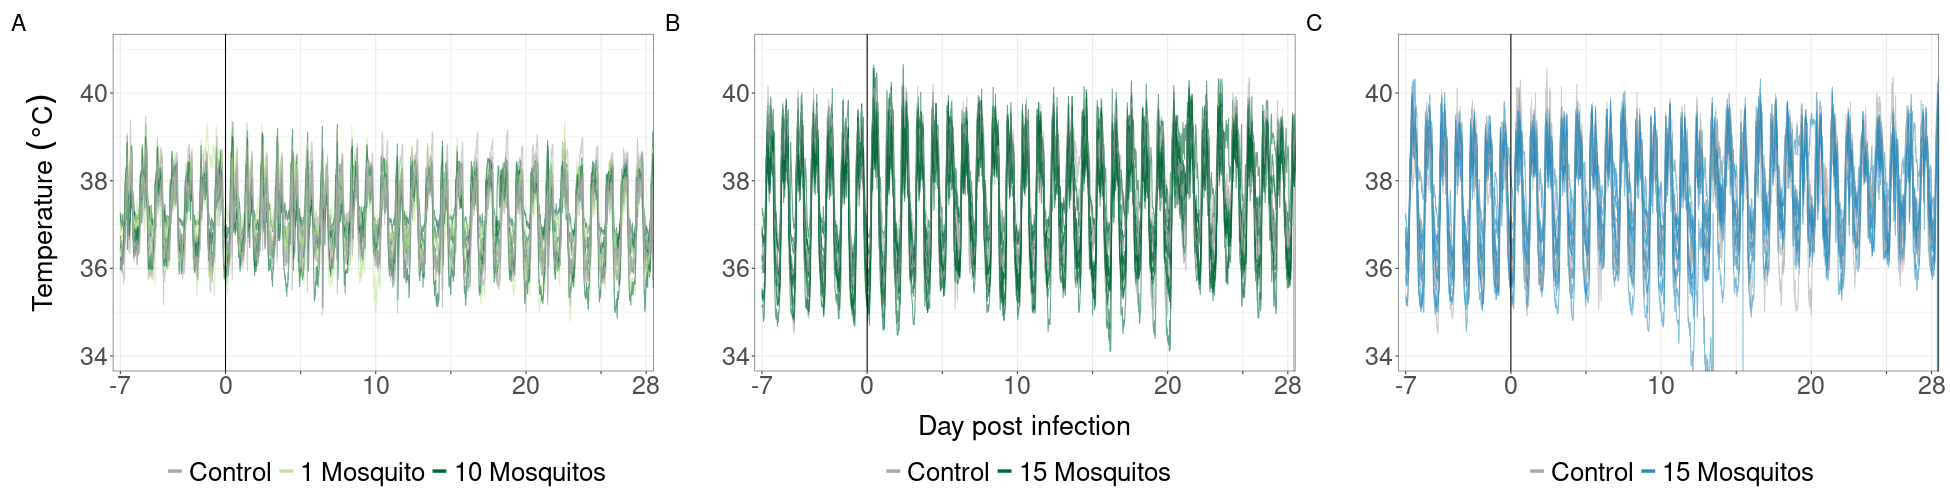 A B C
Temperature (°C)
40 40 40
38 38 38
36 36 36
34 34 34
-7 0 10 20 28 -7 0 10 20 28 -7 0 10 20 28
Day post infection
Control 1 Mosquito 10 Mosquitos Control 15 Mosquitos Control 15 Mosquitos